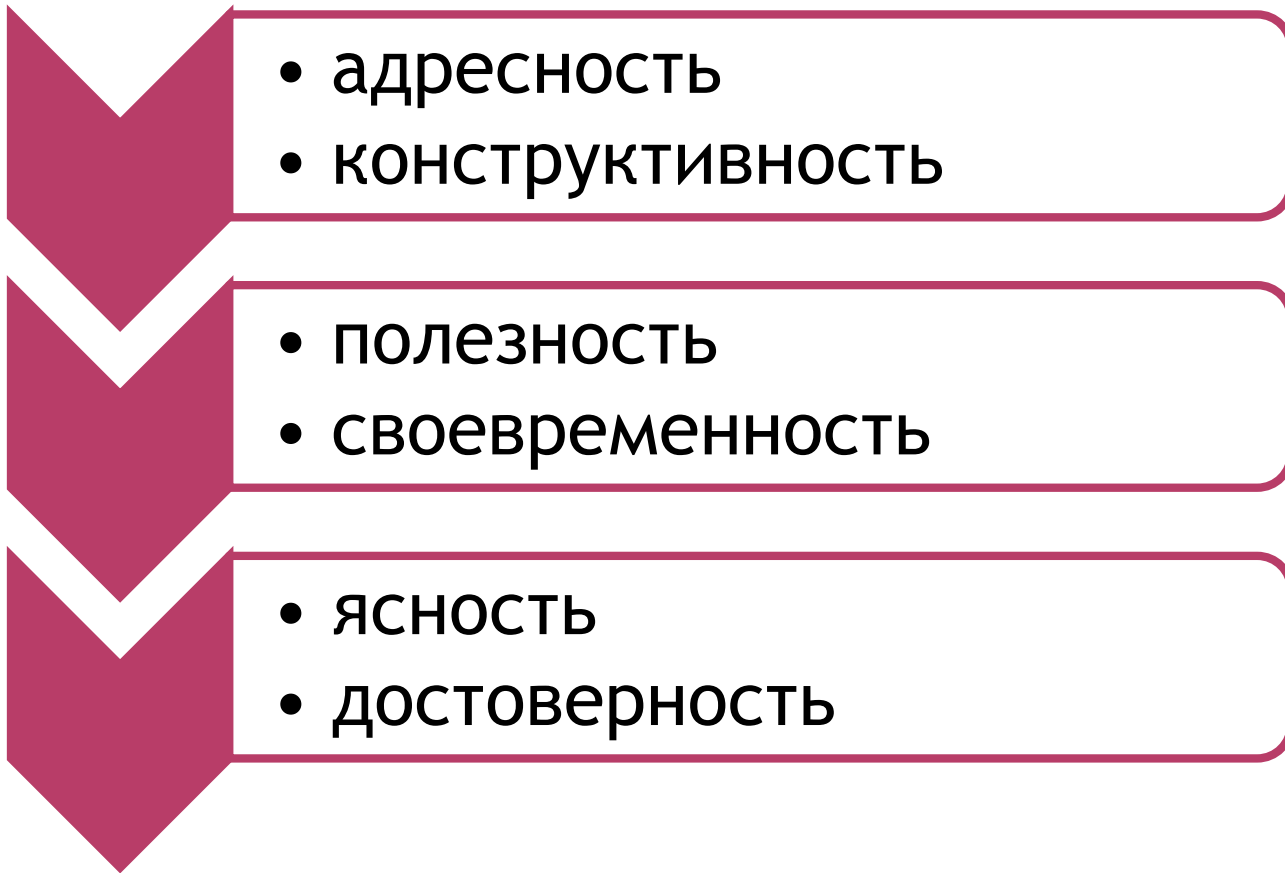 • адресность
• конструктивность
• полезность
• своевременность
• ясность
• достоверность